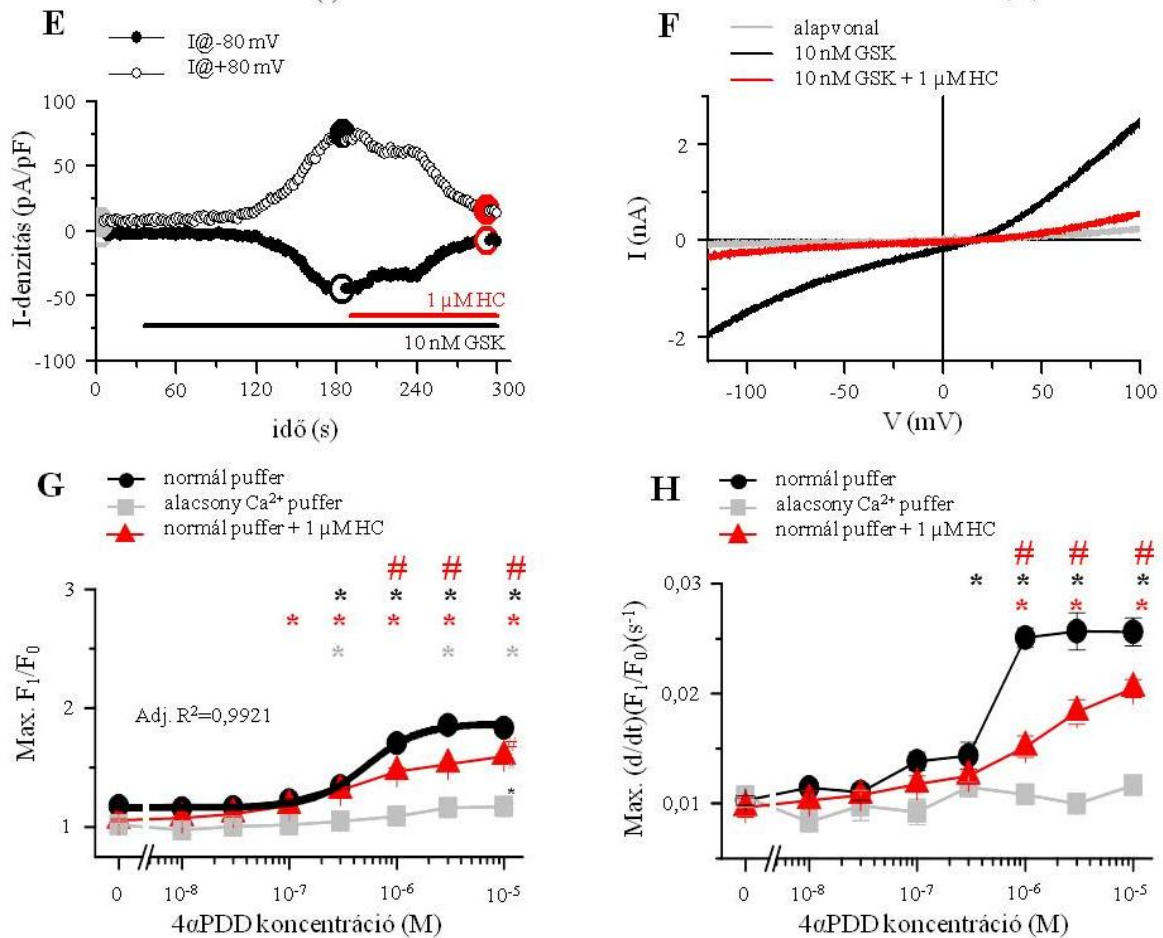 E
I@-80 mV
I@+80 mV
I-denzitás (pA/pF)
100
50
0
-50
-100
1 µM HC
10 nM GSK
0 60 120 180 240 300
idő (s)
F
alapvonal
10 nM GSK
10 nM GSK + 1 µM HC
I (nA)
2
0
-2
-100 -50 0 50 100
V (mV)
G
normál puffer
alacsony Ca²⁺ puffer
normál puffer + 1 µM HC
# # #
* * * *
* * * * *
* * *
Max. F₁/F₀
3
2
1
Adj. R²=0,9921
#
*
0 10⁻⁸ 10⁻⁷ 10⁻⁶ 10⁻⁵
4αPDD koncentráció (M)
H
normál puffer
alacsony Ca²⁺ puffer
normál puffer + 1 µM HC
# # #
* * * *
* * *
Max. (d/dt)(F₁/F₀)(s⁻¹)
0,03
0,02
0,01
0 10⁻⁸ 10⁻⁷ 10⁻⁶ 10⁻⁵
4αPDD koncentráció (M)